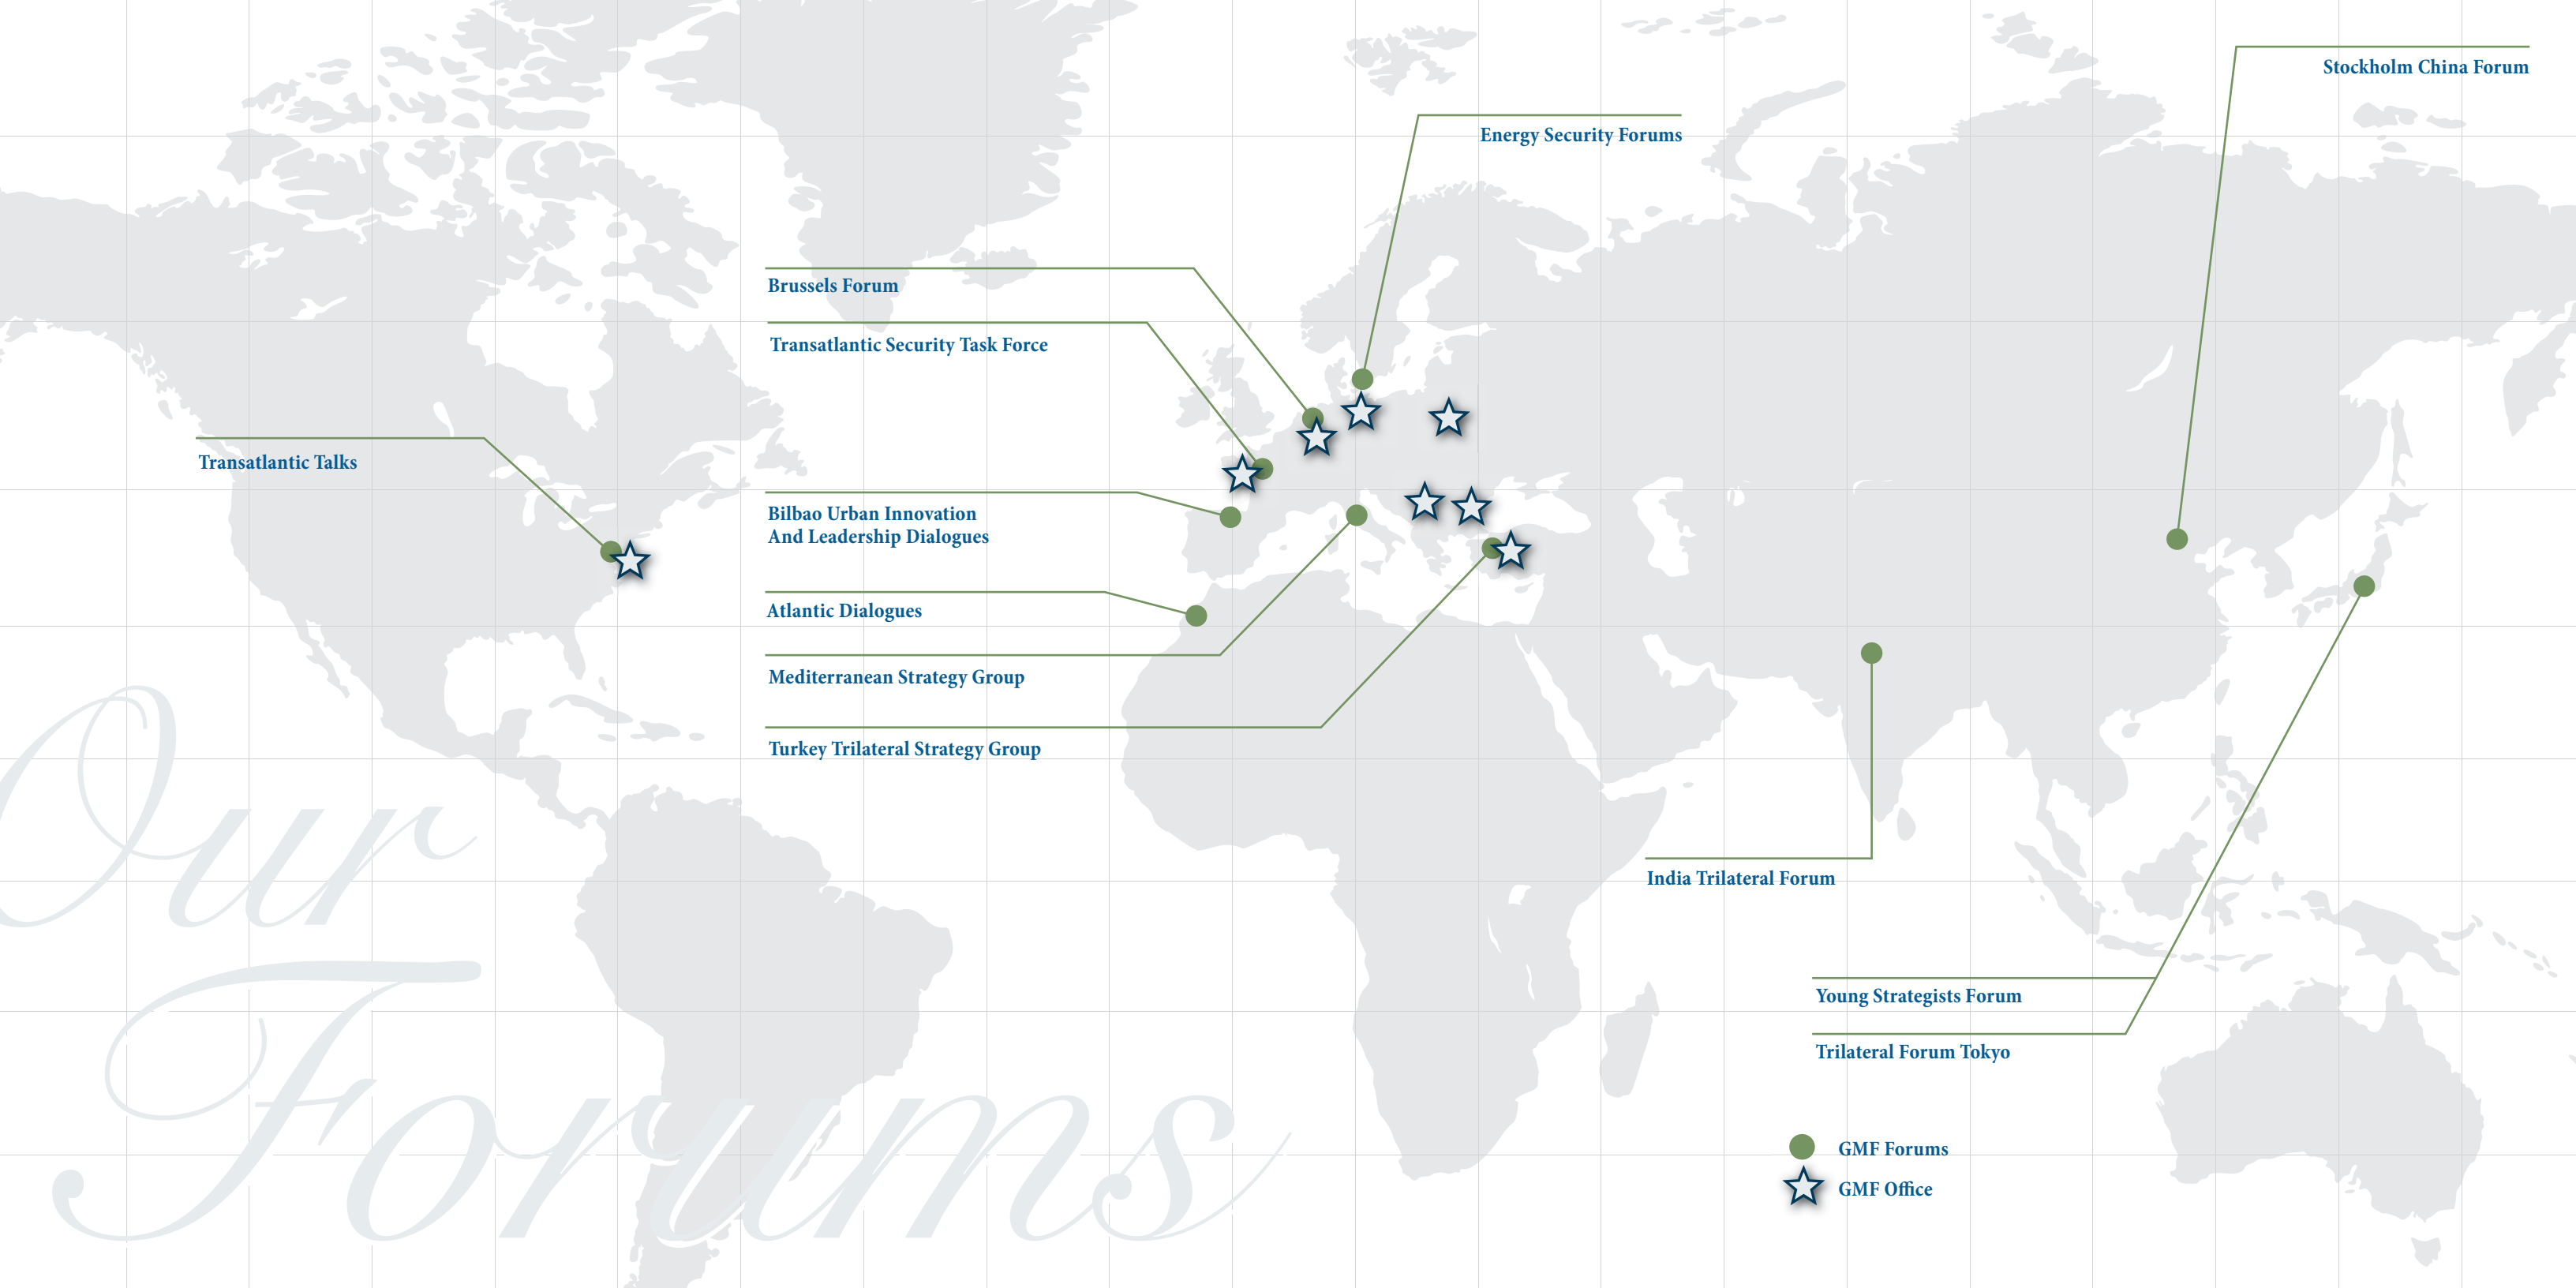 Stockholm China Forum
Energy Security Forums
Brussels Forum
Transatlantic Security Task Force
Transatlantic Talks
Bilbao Urban Innovation
And Leadership Dialogues
Atlantic Dialogues
Mediterranean Strategy Group
Turkey Trilateral Strategy Group
India Trilateral Forum
Young Strategists Forum
Trilateral Forum Tokyo
GMF Forums
GMF Office
Our
Forums